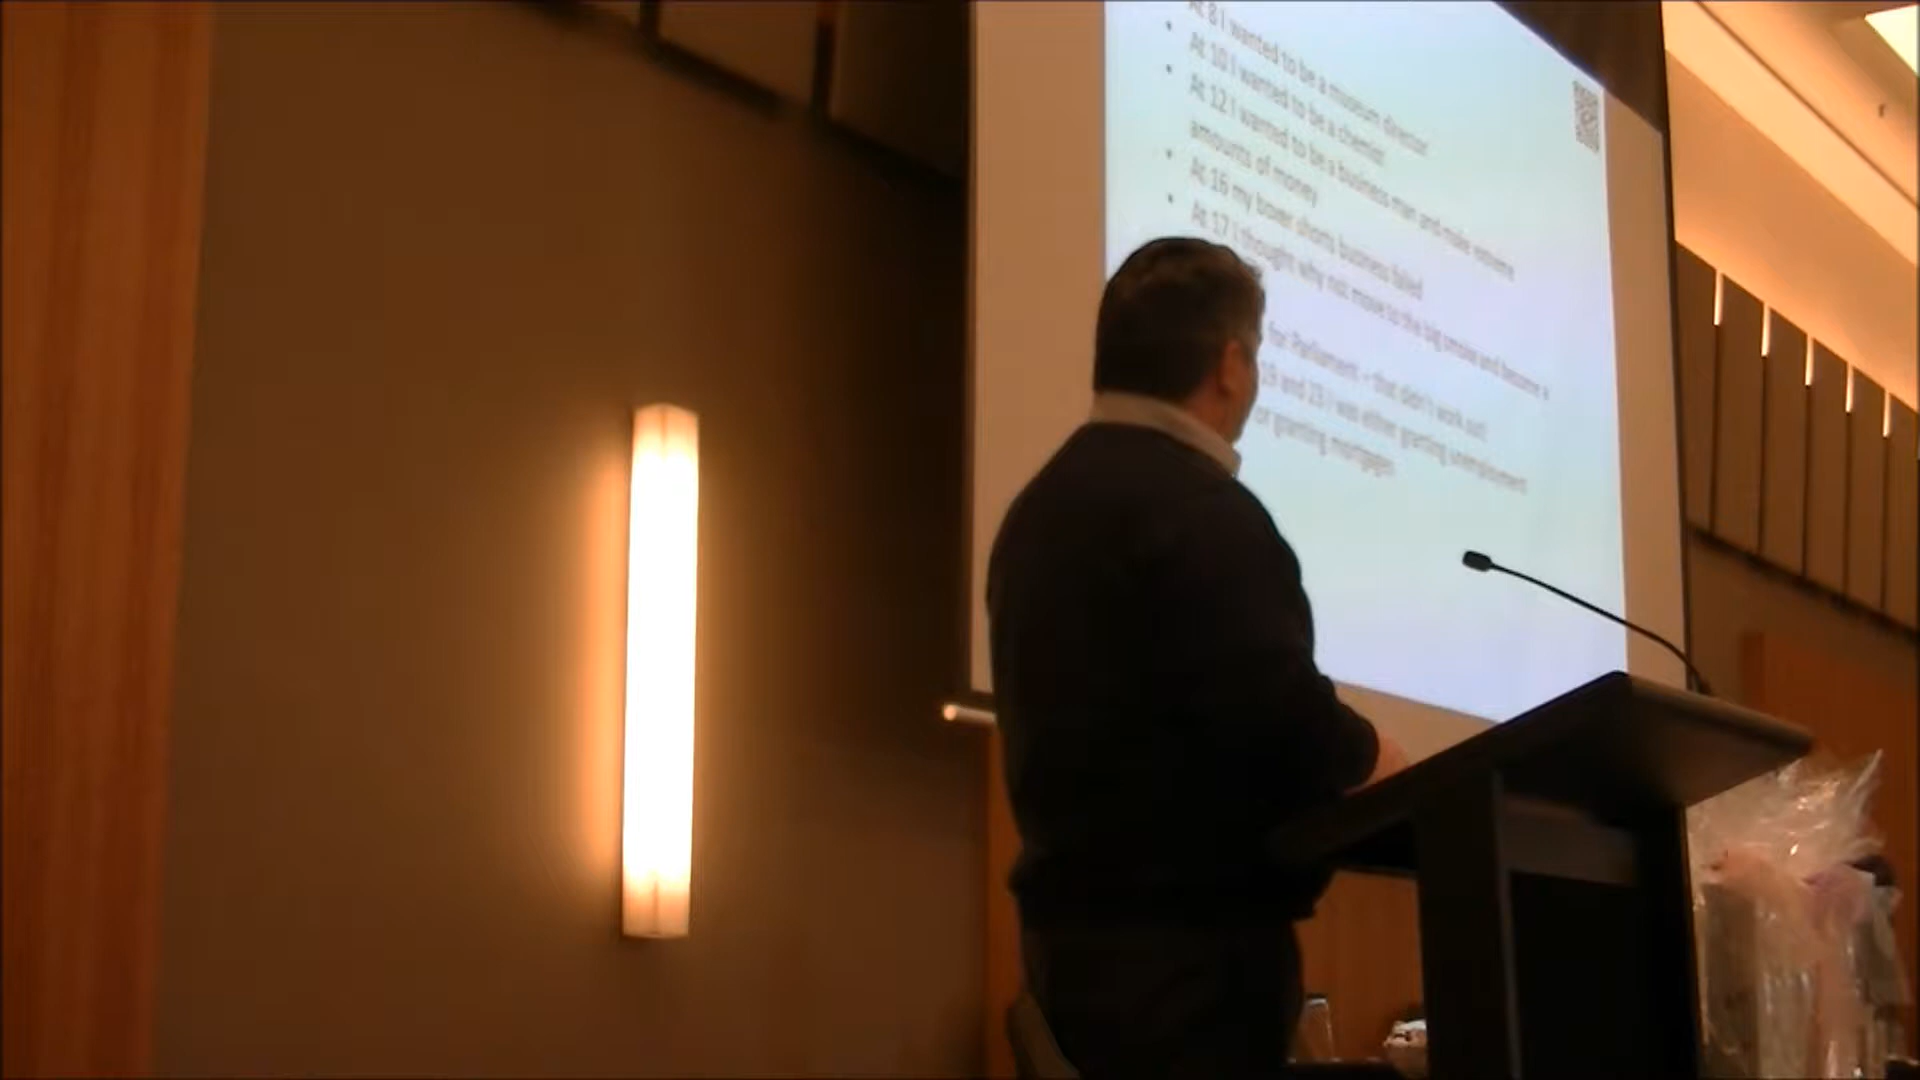 At 8 I wanted to be a museum director
At 10 I wanted to be a chemist
At 12 I wanted to be a business man and make extreme
amounts of money
At 16 my boxer shorts business failed
At 17 I thought why not move to the big smoke and become a
for Parliament – that didn't work out!
19 and 23 I was either granting unemployment
or granting mortgages